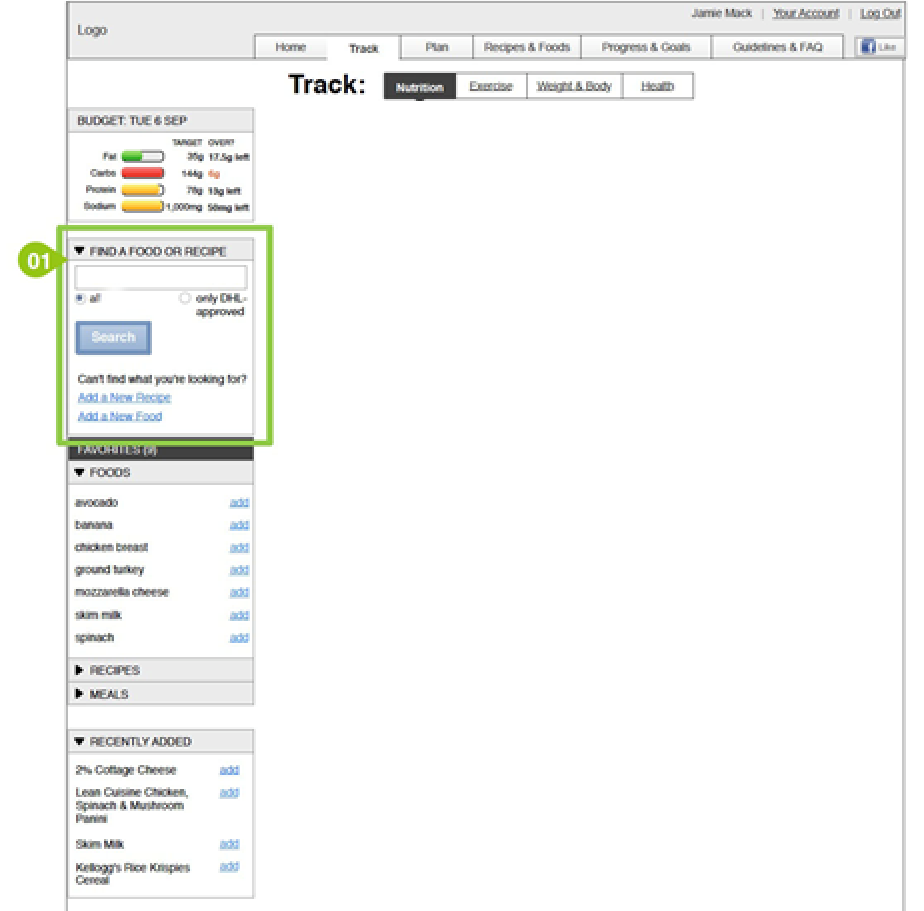 Jamie Mack | Your Account | Log Out
Logo
Home Track Plan Recipes & Foods Progress & Goals Guidelines & FAQ Like
Track: Nutrition Exercise Weight & Body Health
BUDGET: TUE 6 SEP
TARGET OVER?
Fat 35g 17.5g left
Carbs 144g 6g
Protein 78g 13g left
Sodium 1,000mg 50mg left
01
FIND A FOOD OR RECIPE
all only DHL-
approved
Search
Can't find what you're looking for?
Add a New Recipe
Add a New Food
FAVORITES (9)
FOODS
avocado add
banana add
chicken breast add
ground turkey add
mozzarella cheese add
skim milk add
spinach add
RECIPES
MEALS
RECENTLY ADDED
2% Cottage Cheese add
Lean Cuisine Chicken, add
Spinach & Mushroom
Panini
Skim Milk add
Kellogg's Rice Krispies add
Cereal